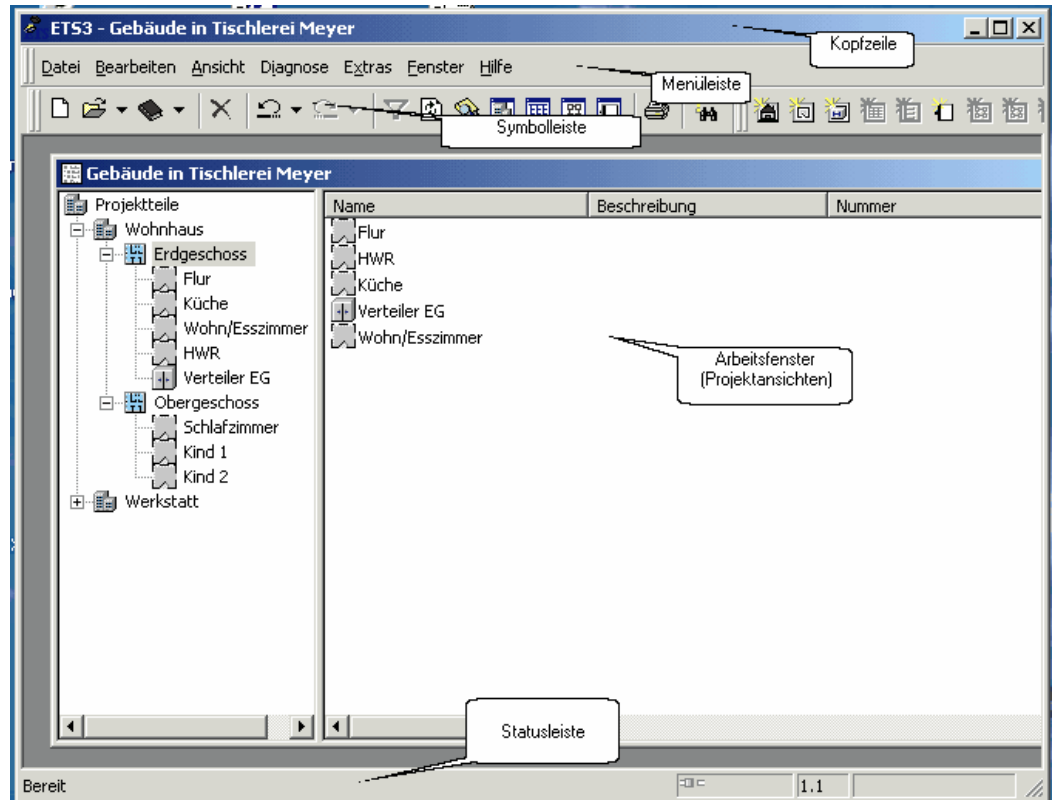 ETS3 - Gebäude in Tischlerei Meyer
Kopfzeile
Datei Bearbeiten Ansicht Diagnose Extras Fenster Hilfe
Menüleiste
Symbolleiste
Gebäude in Tischlerei Meyer
Projektteile
Wohnhaus
Erdgeschoss
Flur
Küche
Wohn/Esszimmer
HWR
Verteiler EG
Obergeschoss
Schlafzimmer
Kind 1
Kind 2
Werkstatt
Name Beschreibung Nummer
Flur
HWR
Küche
Verteiler EG
Wohn/Esszimmer
Arbeitsfenster
(Projektansichten)
Statusleiste
Bereit
1.1